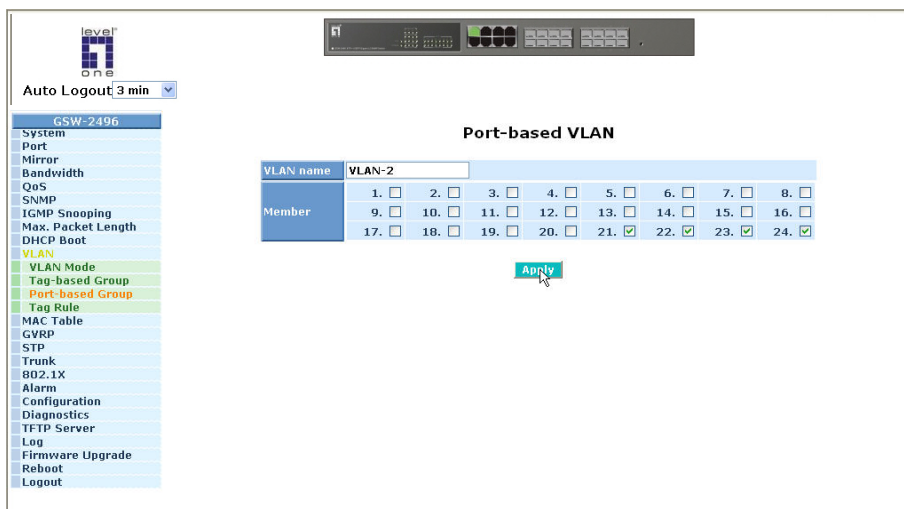 level
one
Auto Logout 3 min
GSW-2496
System
Port
Mirror
Bandwidth
QoS
SNMP
IGMP Snooping
Max. Packet Length
DHCP Boot
VLAN
VLAN Mode
Tag-based Group
Port-based Group
Tag Rule
MAC Table
GVRP
STP
Trunk
802.1X
Alarm
Configuration
Diagnostics
TFTP Server
Log
Firmware Upgrade
Reboot
Logout
Port-based VLAN
VLAN name VLAN-2
Member
1. 2. 3. 4. 5. 6. 7. 8.
9. 10. 11. 12. 13. 14. 15. 16.
17. 18. 19. 20. 21. 22. 23. 24.
Apply